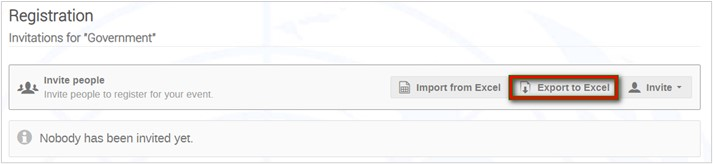 Registration
Invitations for "Government"
Invite people
Invite people to register for your event.
Import from Excel
Export to Excel
Invite
Nobody has been invited yet.